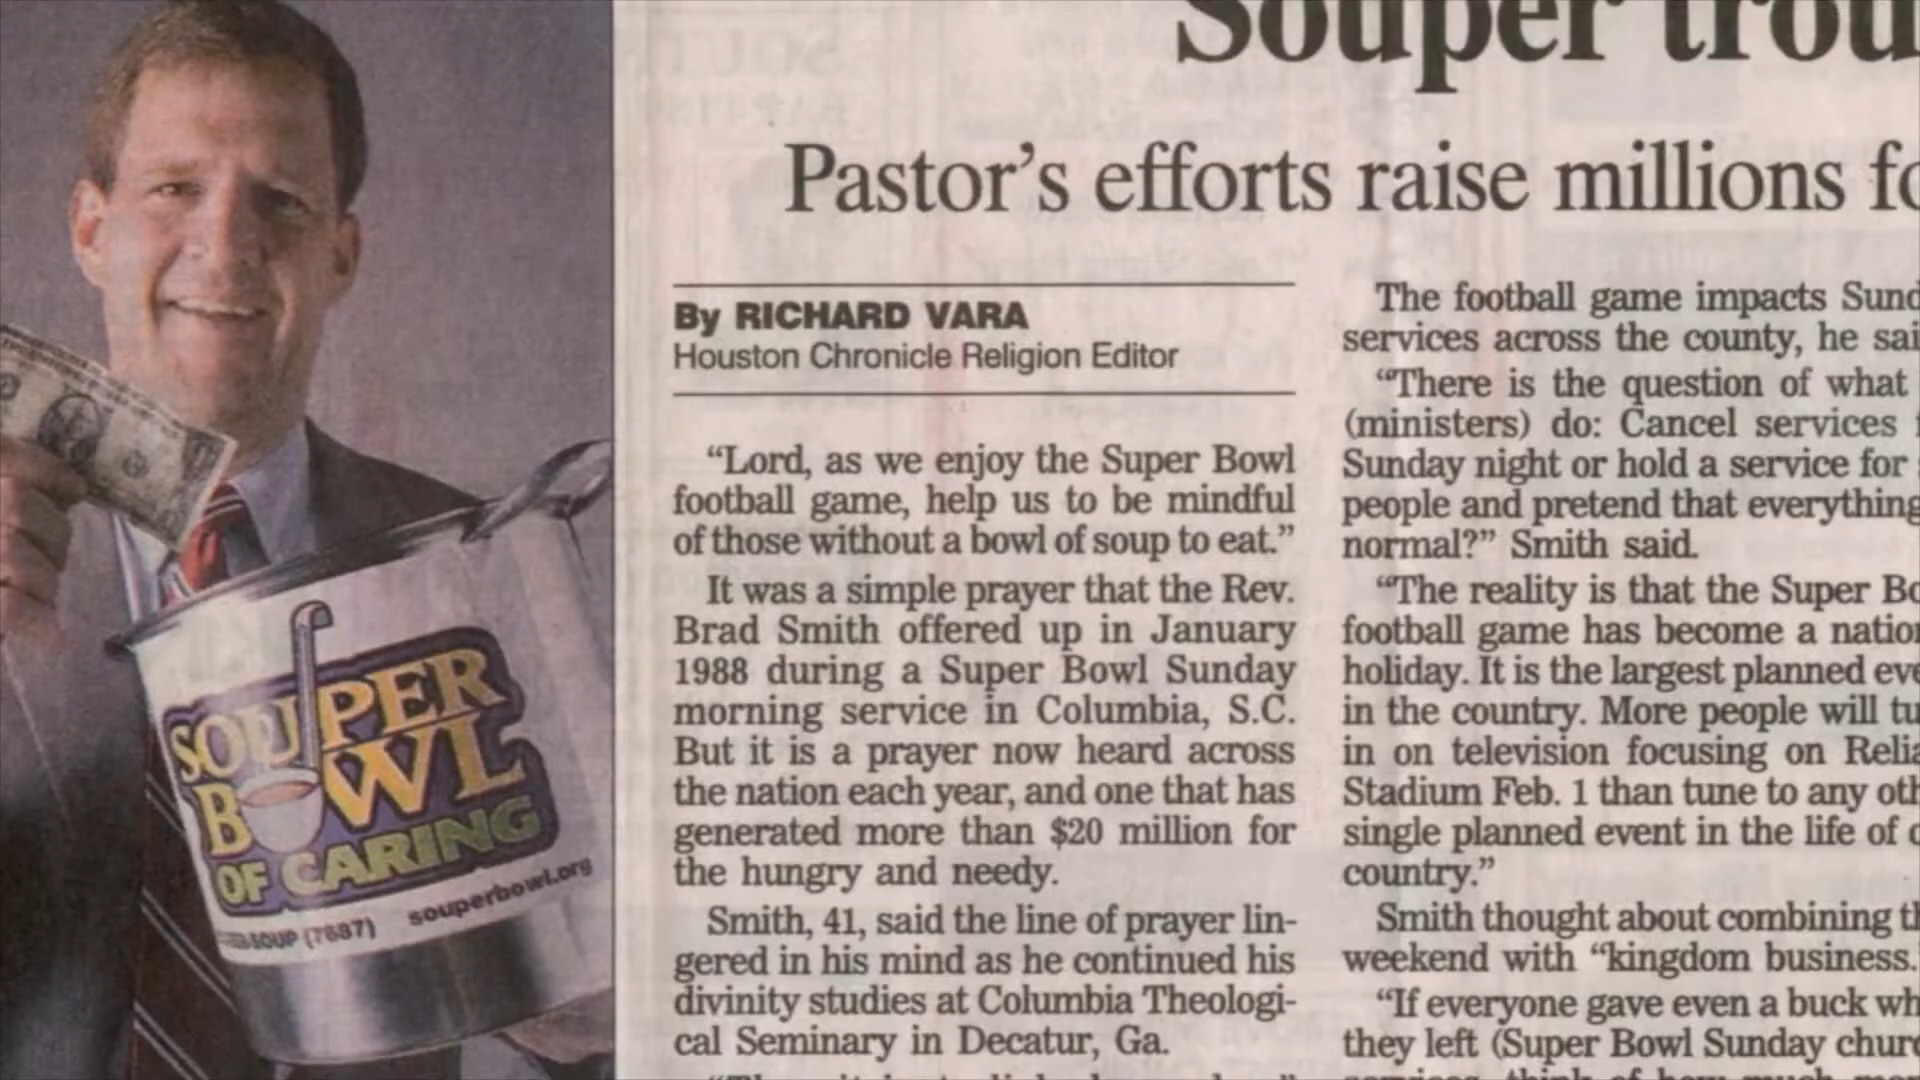 Souper trou
Pastor's efforts raise millions fo
By RICHARD VARA
Houston Chronicle Religion Editor
“Lord, as we enjoy the Super Bowl
football game, help us to be mindful
of those without a bowl of soup to eat.”
It was a simple prayer that the Rev.
Brad Smith offered up in January
1988 during a Super Bowl Sunday
morning service in Columbia, S.C.
But it is a prayer now heard across
the nation each year, and one that has
generated more than $20 million for
the hungry and needy.
Smith, 41, said the line of prayer lin-
gered in his mind as he continued his
divinity studies at Columbia Theologi-
cal Seminary in Decatur, Ga.
The football game impacts Sund
services across the county, he sai
“There is the question of what
(ministers) do: Cancel services
Sunday night or hold a service for
people and pretend that everything
normal?” Smith said.
“The reality is that the Super Bo
football game has become a nation
holiday. It is the largest planned eve
in the country. More people will tu
in on television focusing on Relia
Stadium Feb. 1 than tune to any oth
single planned event in the life of o
country.”
Smith thought about combining th
weekend with “kingdom business.
“If everyone gave even a buck wh
they left (Super Bowl Sunday churc
SOUPER
BOWL
OF CARING
SOUP (7687) souperbowl.org